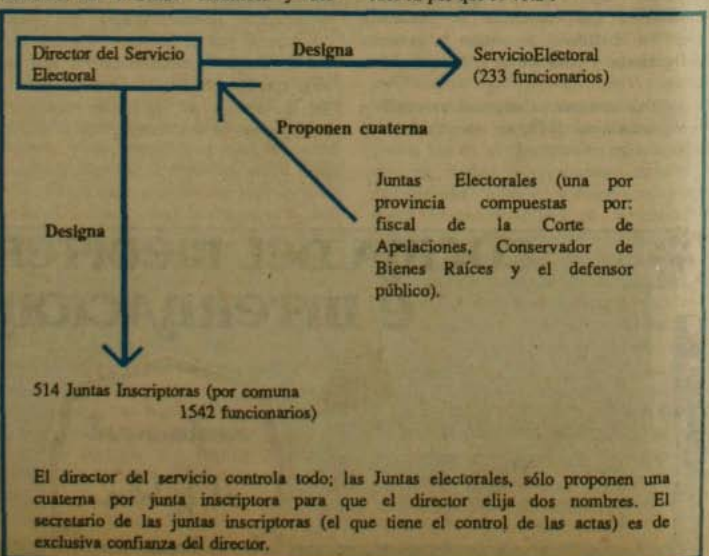 Director del Servicio
Electoral
Designa
ServicioElectoral
(233 funcionarios)
Proponen cuaterna
Juntas Electorales (una por
provincia compuestas por:
fiscal de la Corte de
Apelaciones, Conservador de
Bienes Raíces y el defensor
público).
Designa
514 Juntas Inscriptoras (por comuna
1542 funcionarios)
El director del servicio controla todo; las Juntas electorales, sólo proponen una
cuaterna por junta inscriptora para que el director elija dos nombres. El
secretario de las juntas inscriptoras (el que tiene el control de las actas) es de
exclusiva confianza del director.